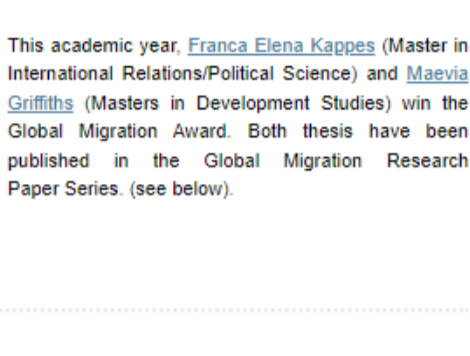 This academic year, Franca Elena Kappes (Master in
International Relations/Political Science) and Maevia
Griffiths (Masters in Development Studies) win the
Global Migration Award. Both thesis have been
published in the Global Migration Research
Paper Series. (see below).